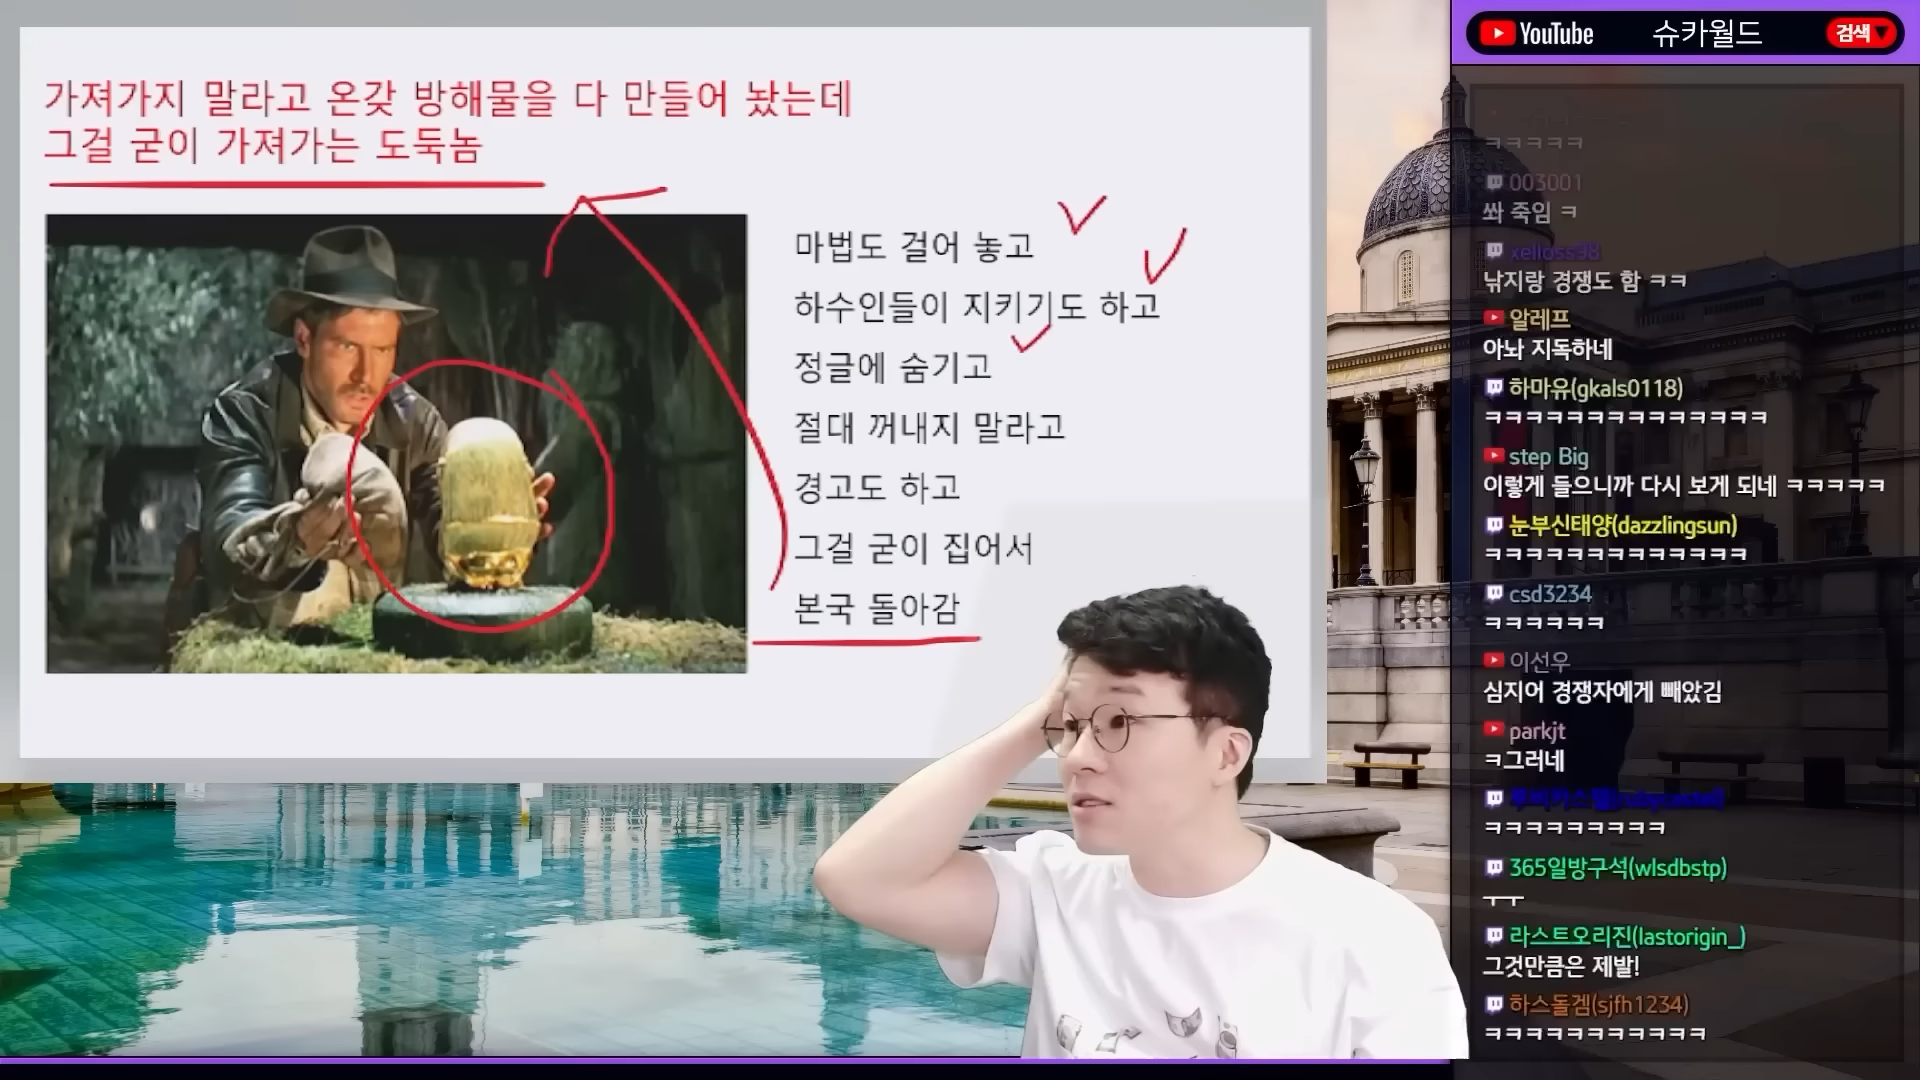 가져가지 말라고 온갖 방해물을 다 만들어 놨는데
그걸 굳이 가져가는 도둑놈
마법도 걸어 놓고
하수인들이 지키기도 하고
정글에 숨기고
절대 꺼내지 말라고
경고도 하고
그걸 굳이 집어서
본국 돌아감
YouTube 슈카월드 검색
ㅋㅋㅋㅋㅋ
003001
쏴 죽임 ㅋ
xelloss98
낚지랑 경쟁도 함 ㅋㅋ
알레프
아놔 지독하네
하마유(gkals0118)
ㅋㅋㅋㅋㅋㅋㅋㅋㅋㅋㅋㅋㅋㅋ
step Big
이렇게 들으니까 다시 보게 되네 ㅋㅋㅋㅋㅋ
눈부신태양(dazzlingsun)
ㅋㅋㅋㅋㅋㅋㅋㅋㅋㅋㅋㅋㅋ
csd3234
ㅋㅋㅋㅋㅋㅋ
이선우
심지어 경쟁자에게 빼았김
parkjt
ㅋ그러네
ㅋㅋㅋㅋㅋㅋㅋㅋㅋ
365일방구석(wlsdbstp)
ㅜㅜ
라스트오리진(lastorigin_)
그것만큼은 제발!
하스돌겜(sjfh1234)
ㅋㅋㅋㅋㅋㅋㅋㅋㅋㅋㅋ